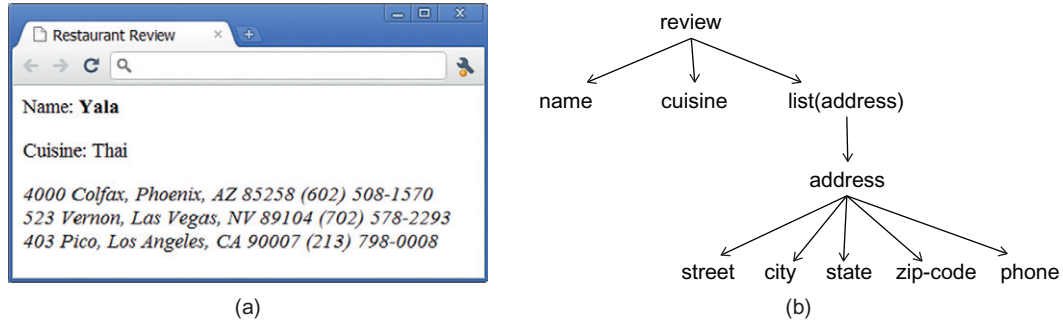 Restaurant Review
Name: Yala
Cuisine: Thai
4000 Colfax, Phoenix, AZ 85258 (602) 508-1570
523 Vernon, Las Vegas, NV 89104 (702) 578-2293
403 Pico, Los Angeles, CA 90007 (213) 798-0008
(a)
review
name cuisine list(address)
address
street city state zip-code phone
(b)